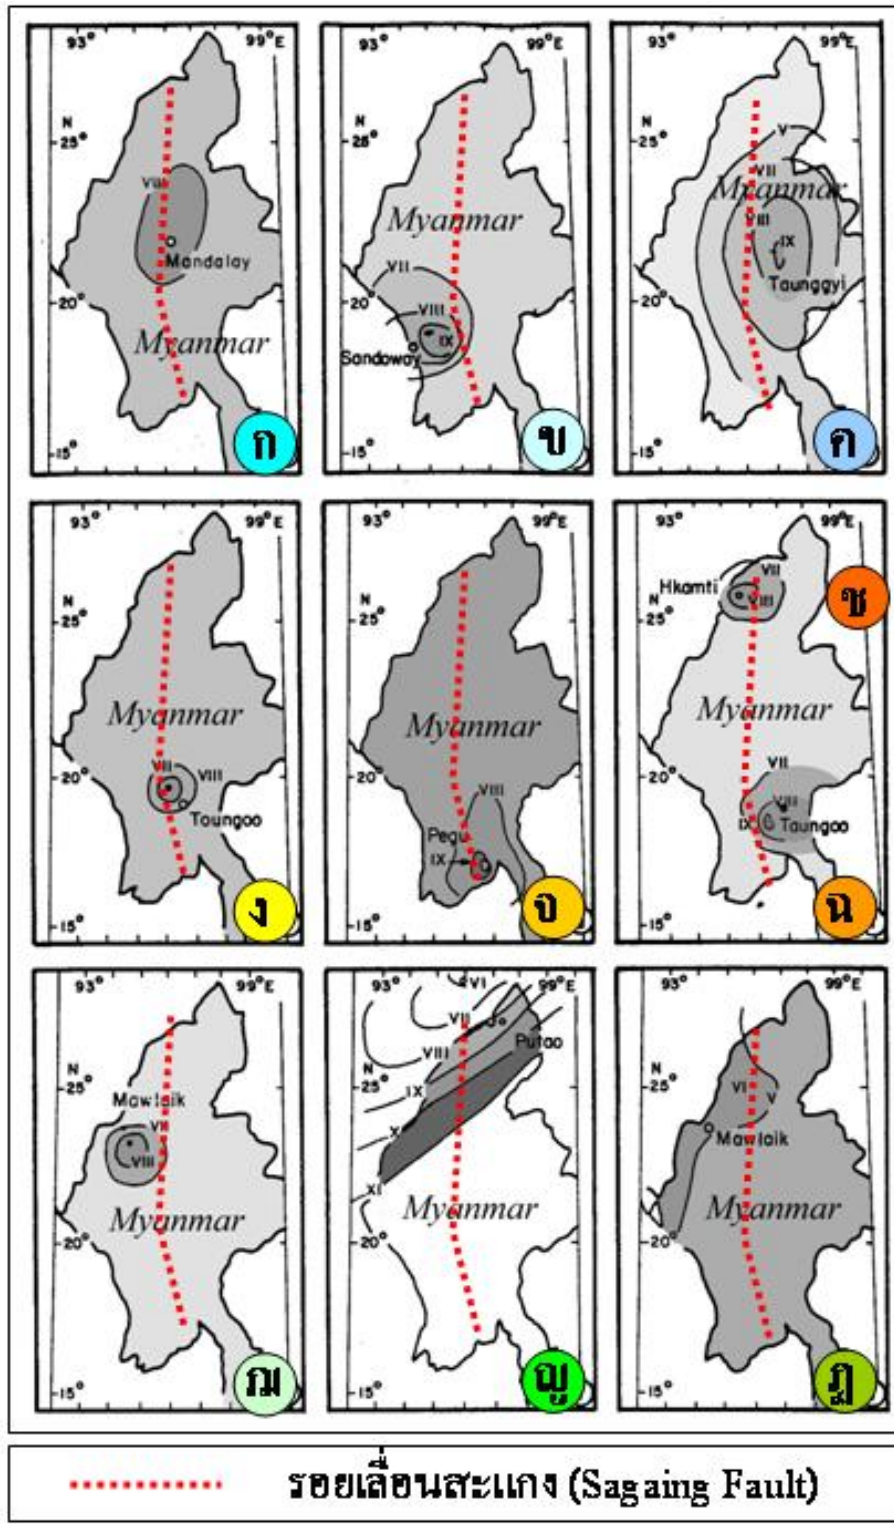 93° 99°E
N
25°
VIII
Mandalay
20°
Myanmar
15°
ก
93° 99°E
N
25°
Myanmar
VII
20°
VIII
IX
Sandoway
15°
ข
93° 99°E
N
25°
V
VII
Myanmar
VIII
IX
Taunggyi
20°
15°
ค
93° 99°E
N
25°
Myanmar
20°
VII VIII
Toungoo
15°
ง
93° 99°E
N
25°
Myanmar
20°
VIII
Pegu
IX
15°
จ
93° 99°E
Hkamti
VII
VIII
ช
N
25°
Myanmar
20°
VII
VIII
IX Taungoo
15°
ฉ
93° 99°E
N
25°
Mawlaik
VII
VIII
Myanmar
20°
15°
ฌ
93° 99°E
VI
VII
N
VIII
Putao
25°
IX
X
XI
Myanmar
20°
15°
ญ
93° 99°E
N
25°
VI V
Mawlaik
Myanmar
20°
15°
ฎ
รอยเลื่อนสะแกง (Sagaing Fault)